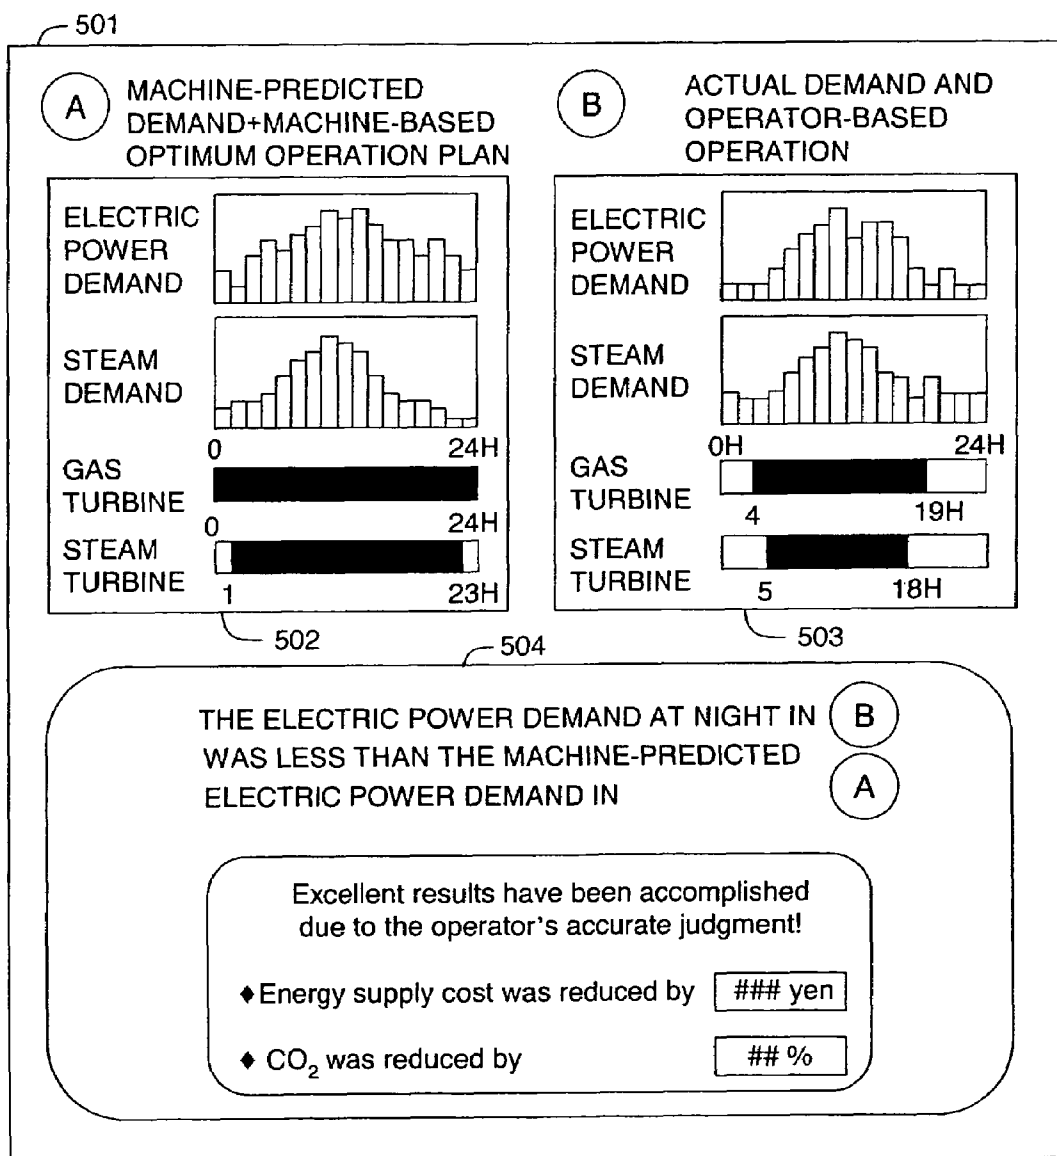 501
A
MACHINE-PREDICTED
DEMAND+MACHINE-BASED
OPTIMUM OPERATION PLAN
ELECTRIC
POWER
DEMAND
STEAM
DEMAND
0
24H
GAS
TURBINE
0
24H
STEAM
TURBINE
1
23H
502
B
ACTUAL DEMAND AND
OPERATOR-BASED
OPERATION
ELECTRIC
POWER
DEMAND
STEAM
DEMAND
0H
24H
GAS
TURBINE
4
19H
STEAM
TURBINE
5
18H
503
504
THE ELECTRIC POWER DEMAND AT NIGHT IN B
WAS LESS THAN THE MACHINE-PREDICTED
ELECTRIC POWER DEMAND IN A
Excellent results have been accomplished
due to the operator's accurate judgment!
♦ Energy supply cost was reduced by ### yen
♦ CO₂ was reduced by ## %